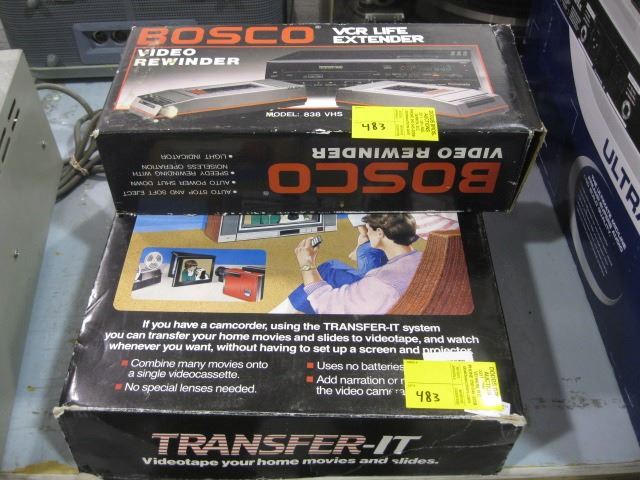 BOSCO VCR LIFE
EXTENDER
VIDEO
REWINDER
MODEL: 838 VHS
483
BOSCO
VIDEO REWINDER
• AUTO STOP AND SOFT EJECT
• AUTO POWER SHUT DOWN
• SPEEDY REWINDING WITH
NOISELESS OPERATION
• LIGHT INDICATOR
ULTRA
If you have a camcorder, using the TRANSFER-IT system
you can transfer your home movies and slides to videotape, and watch
whenever you want, without having to set up a screen and projector.
Combine many movies onto
a single videocassette.
No special lenses needed.
Uses no batteries
Add narration or
the video camera
483
TRANSFER-IT
Videotape your home movies and slides.